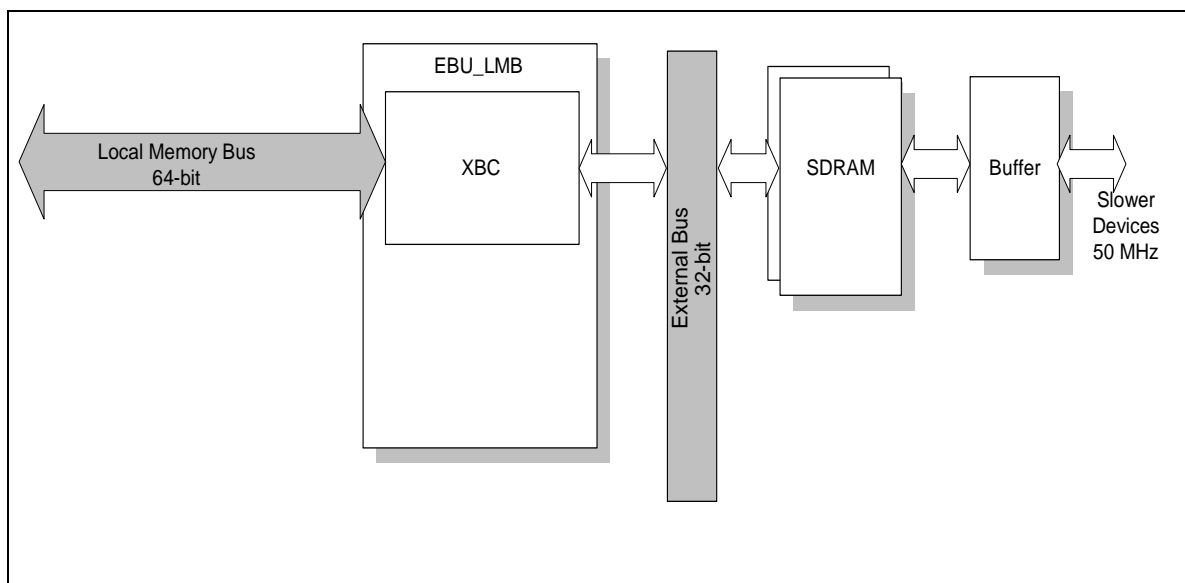 EBU_LMB
Local Memory Bus
64-bit
XBC
External Bus
32-bit
SDRAM
Buffer
Slower
Devices
50 MHz